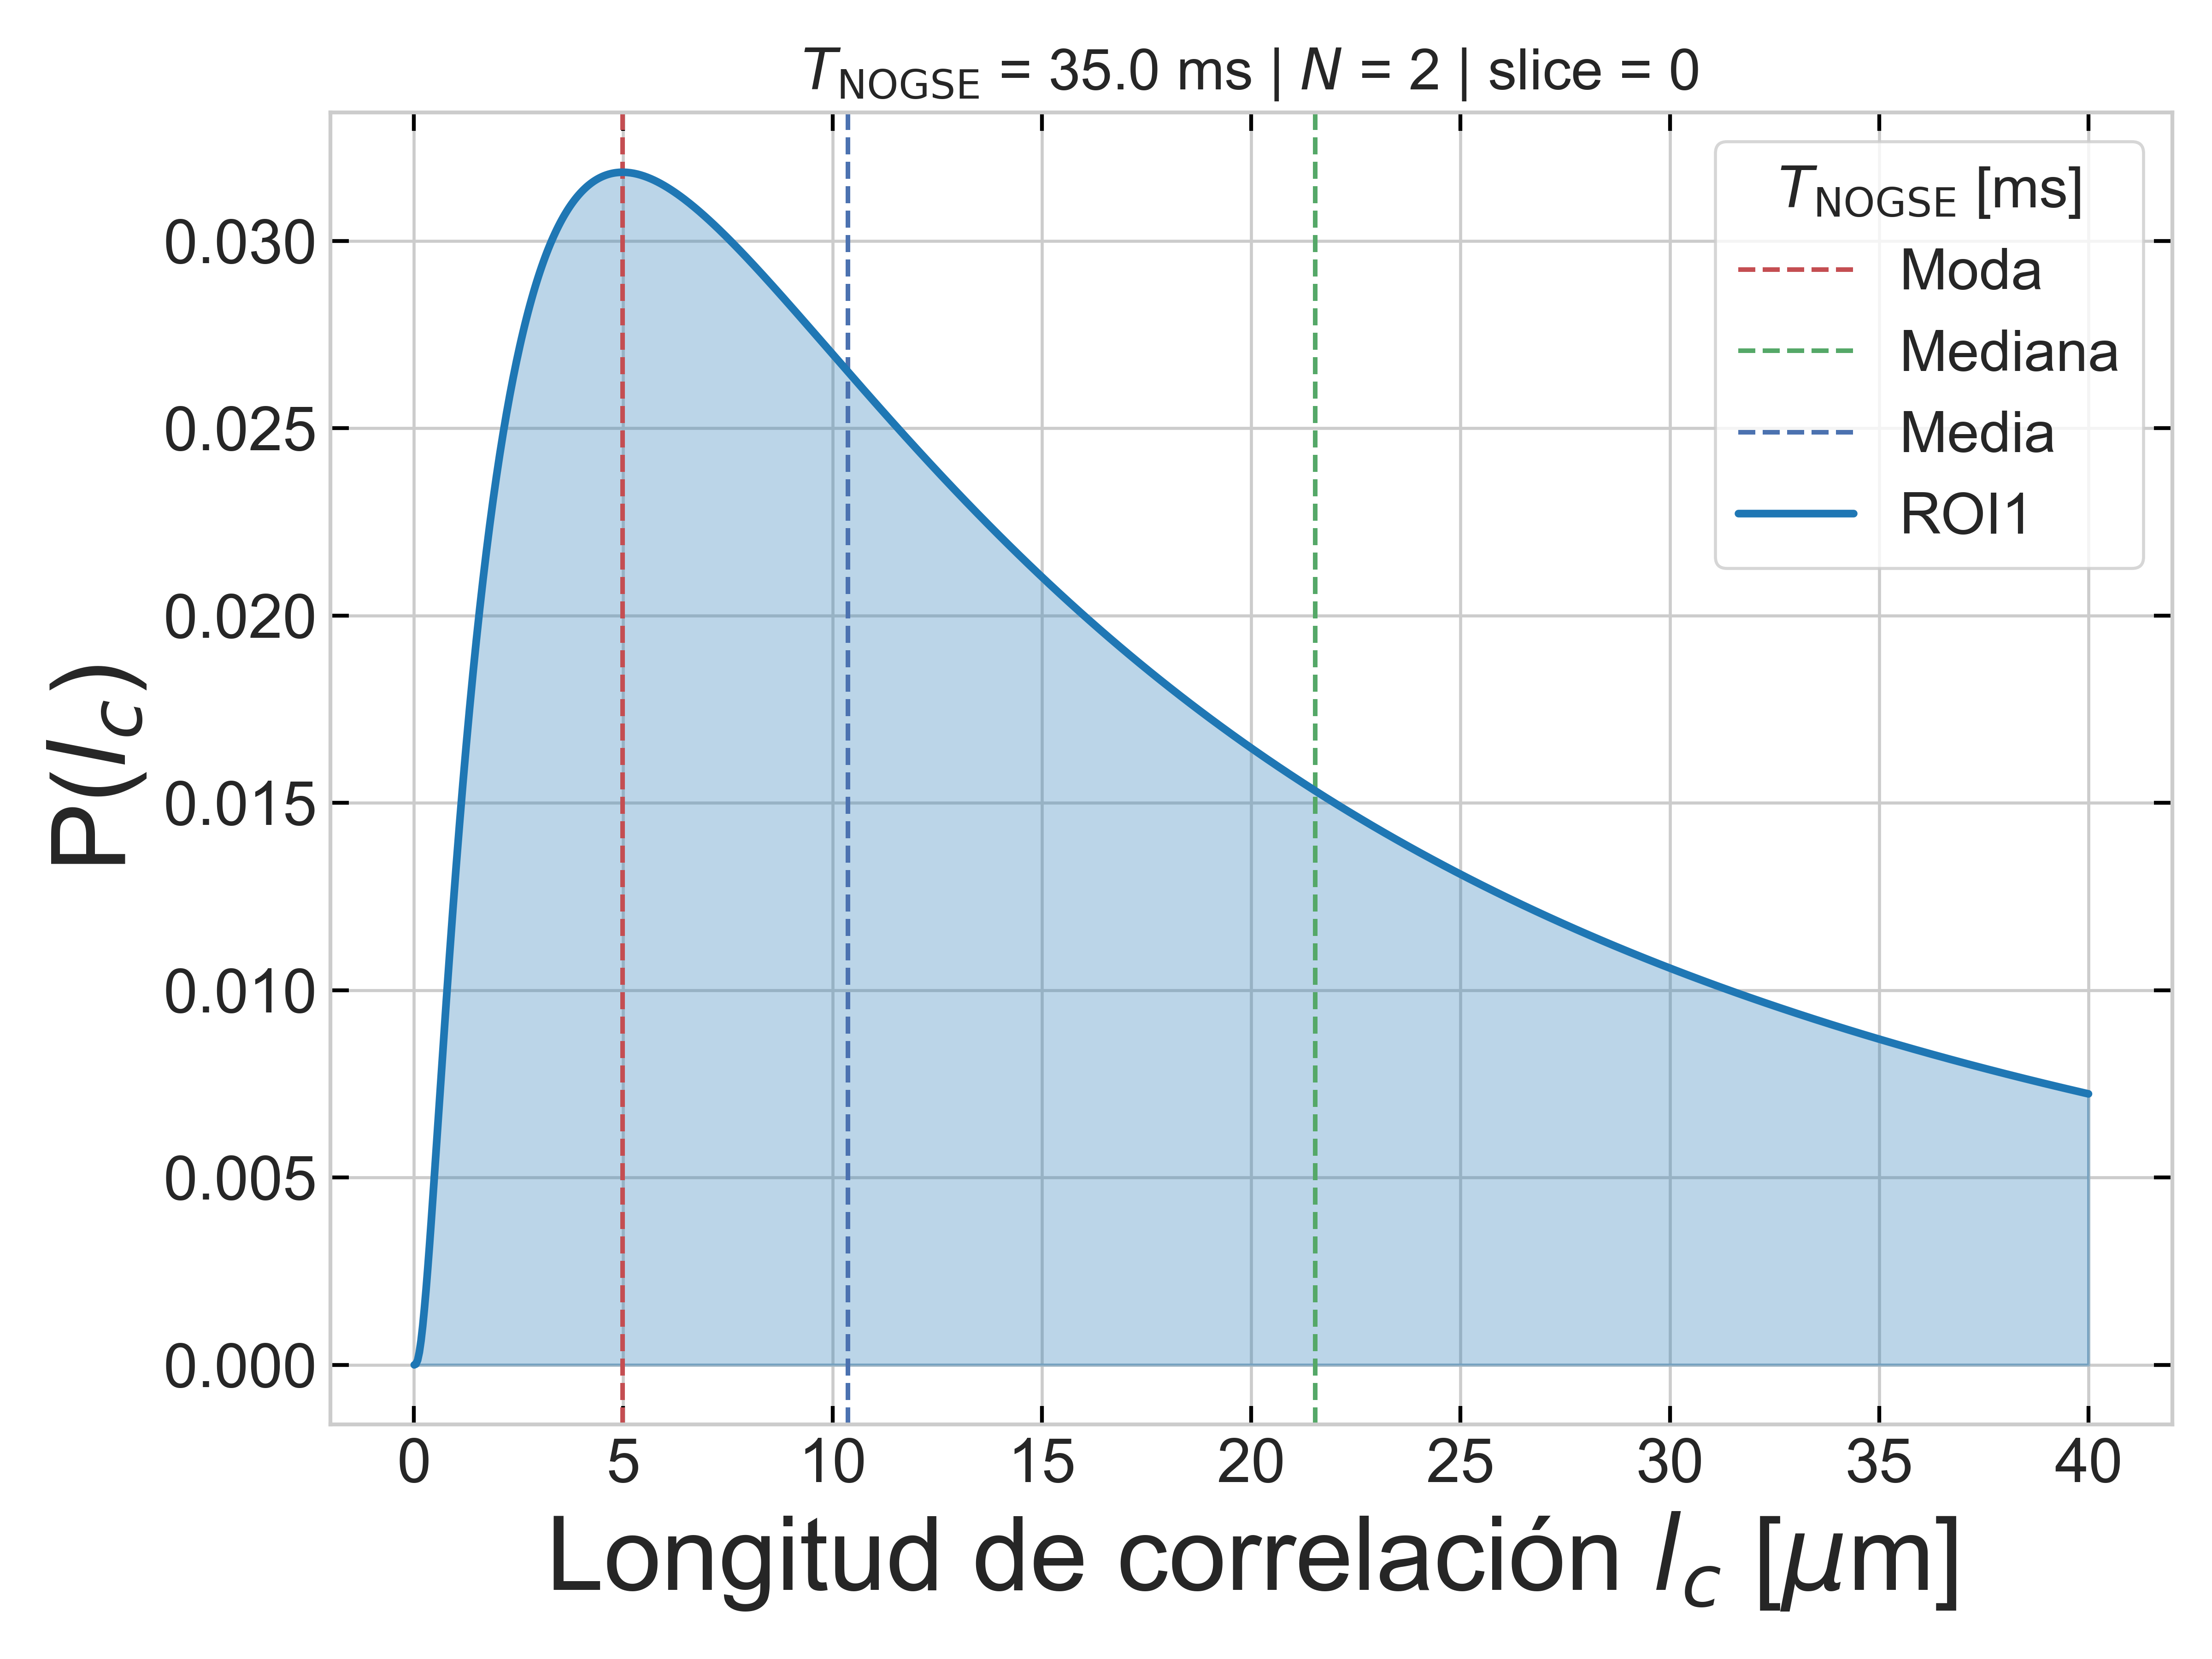 T_NOGSE = 35.0 ms | N = 2 | slice = 0
T_NOGSE [ms]
Moda
Mediana
Media
ROI1
P(l_c)
0.030
0.025
0.020
0.015
0.010
0.005
0.000
0 5 10 15 20 25 30 35 40
Longitud de correlación l_c [μm]